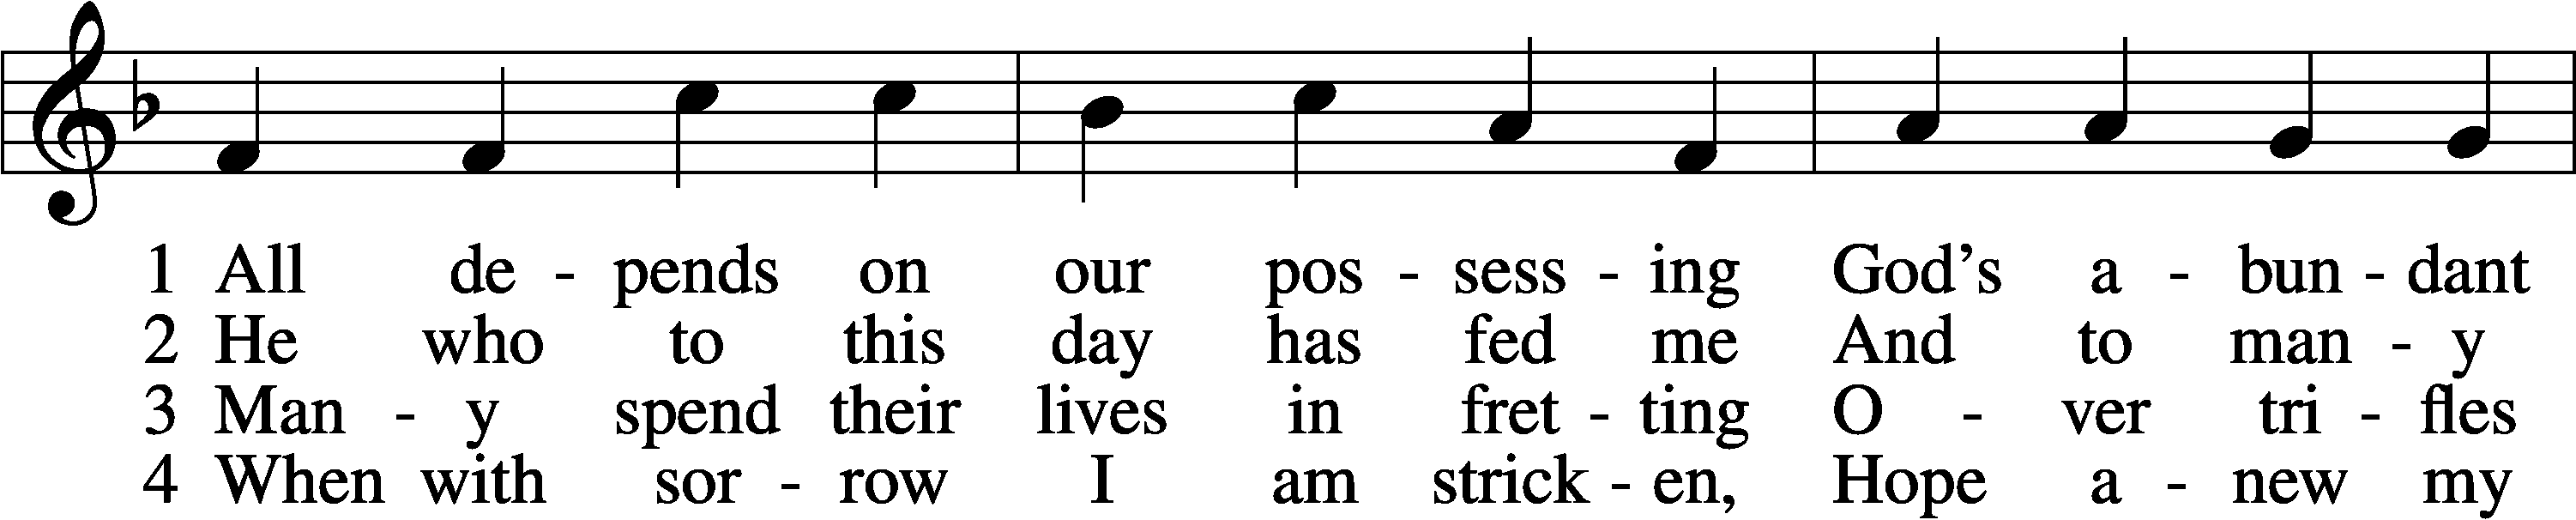 1 All de - pends on our pos - sess - ing God's a - bun - dant
2 He who to this day has fed me And to man - y
3 Man - y spend their lives in fret - ting O - ver tri - fles
4 When with sor - row I am strick - en, Hope a - new my